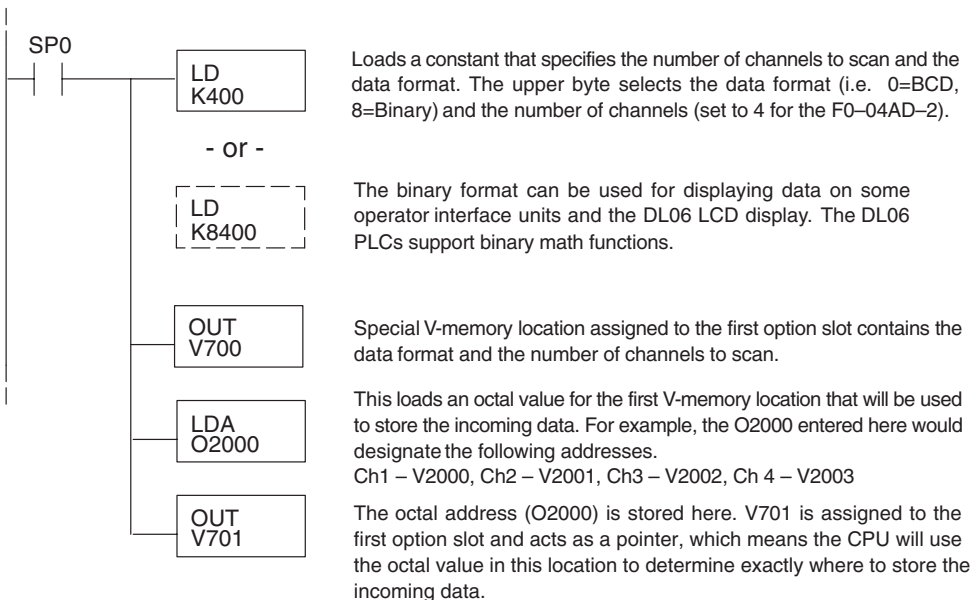 SP0
LD
K400
Loads a constant that specifies the number of channels to scan and the
data format. The upper byte selects the data format (i.e. 0=BCD,
8=Binary) and the number of channels (set to 4 for the F0–04AD–2).
- or -
LD
K8400
The binary format can be used for displaying data on some
operator interface units and the DL06 LCD display. The DL06
PLCs support binary math functions.
OUT
V700
Special V-memory location assigned to the first option slot contains the
data format and the number of channels to scan.
LDA
O2000
This loads an octal value for the first V-memory location that will be used
to store the incoming data. For example, the O2000 entered here would
designate the following addresses.
Ch1 – V2000, Ch2 – V2001, Ch3 – V2002, Ch 4 – V2003
OUT
V701
The octal address (O2000) is stored here. V701 is assigned to the
first option slot and acts as a pointer, which means the CPU will use
the octal value in this location to determine exactly where to store the
incoming data.